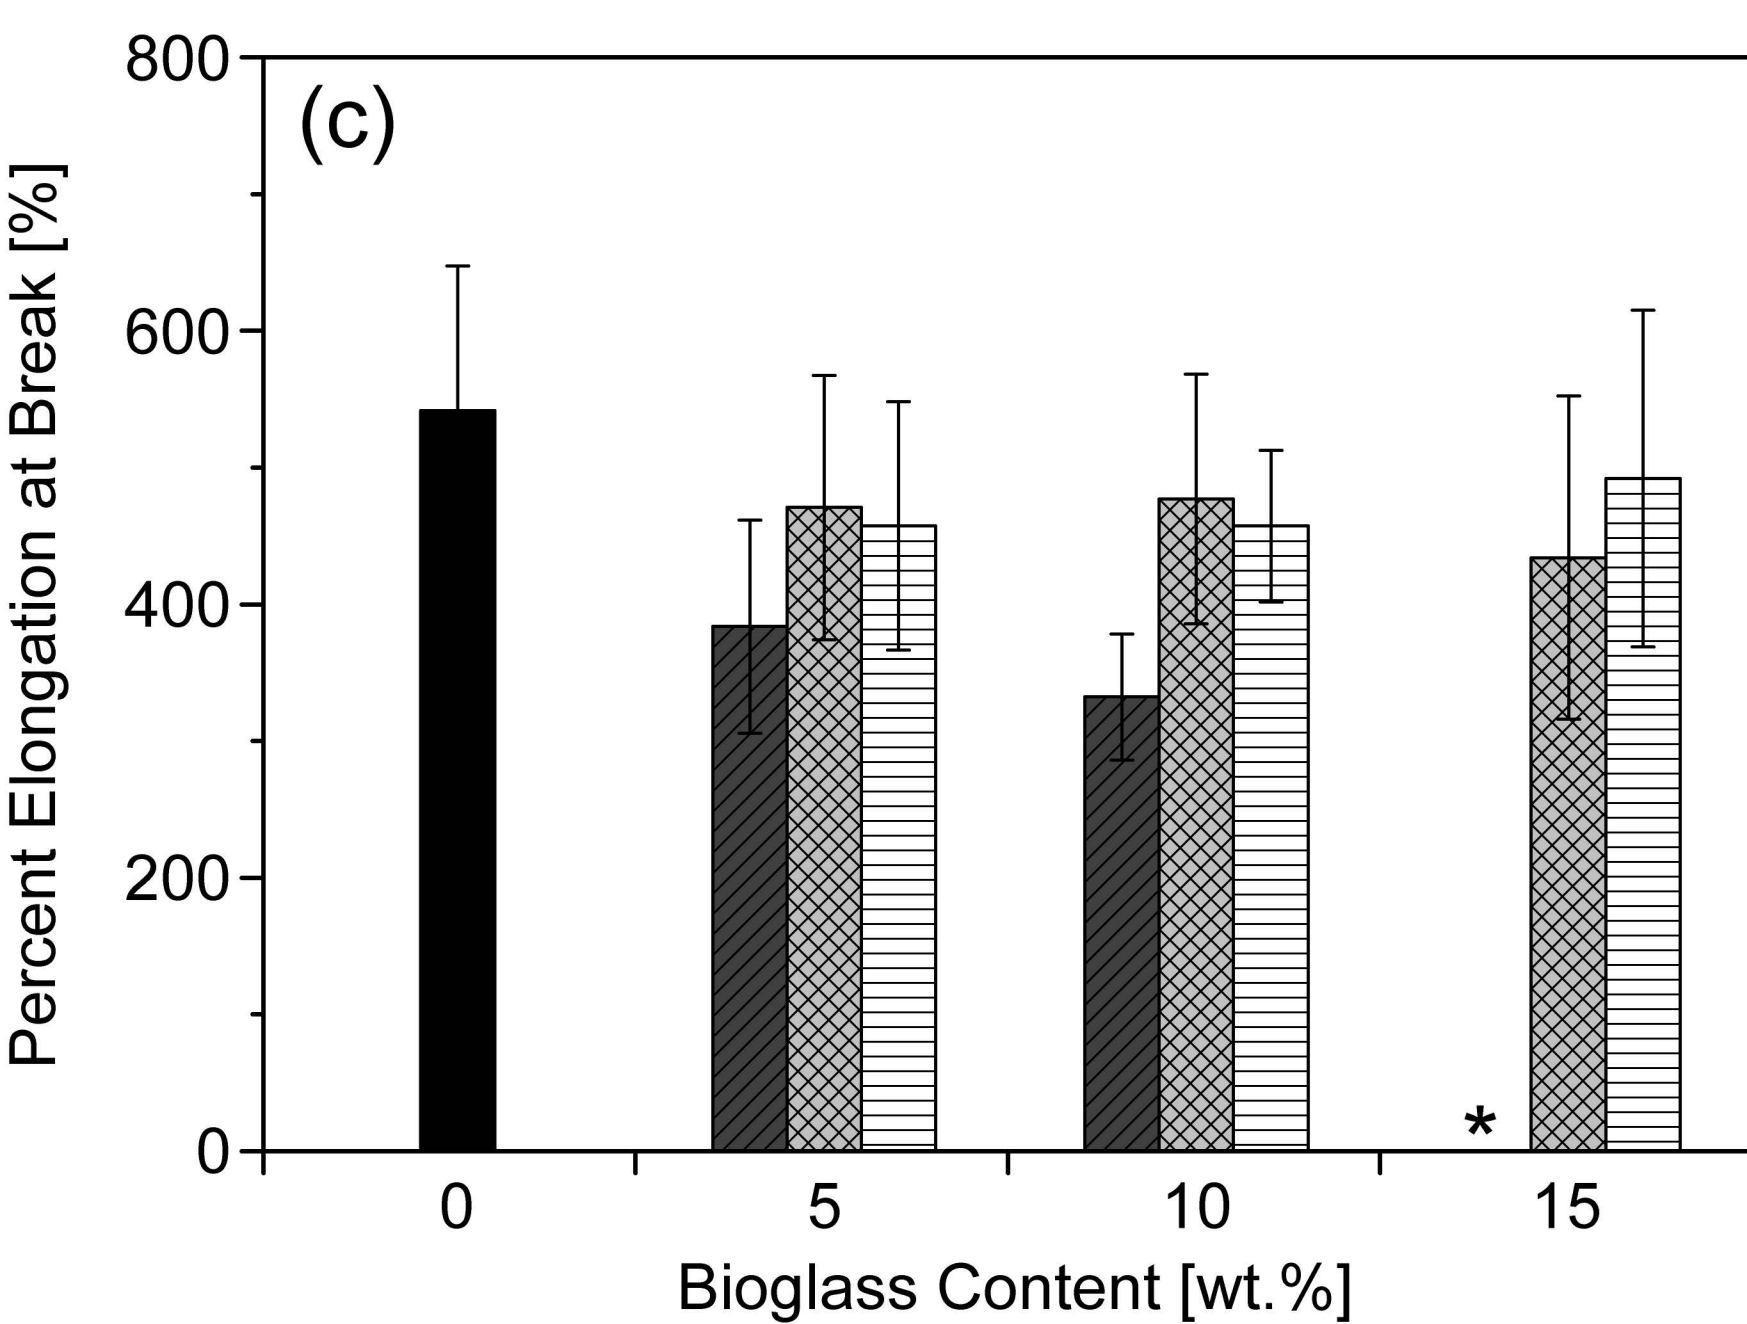 (c)
Percent Elongation at Break [%]
800
600
400
200
0
*
0 5 10 15
Bioglass Content [wt.%]